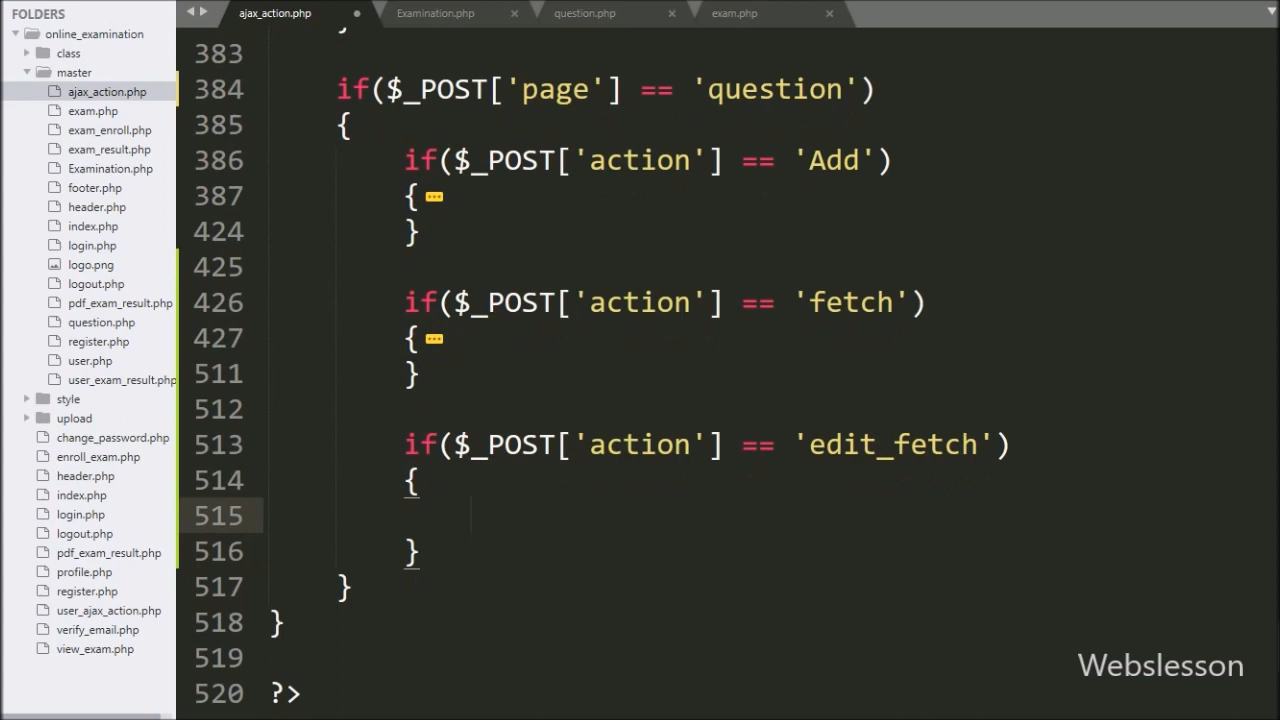 FOLDERS
online_examination
class
master
ajax_action.php
exam.php
exam_enroll.php
exam_result.php
Examination.php
footer.php
header.php
index.php
login.php
logo.png
logout.php
pdf_exam_result.php
question.php
register.php
user.php
user_exam_result.php
style
upload
change_password.php
enroll_exam.php
header.php
index.php
login.php
logout.php
pdf_exam_result.php
profile.php
register.php
user_ajax_action.php
verify_email.php
view_exam.php
ajax_action.php Examination.php question.php exam.php
383
384 if($_POST['page'] == 'question')
385 {
386 if($_POST['action'] == 'Add')
387 {
424 }
425
426 if($_POST['action'] == 'fetch')
427 {
511 }
512
513 if($_POST['action'] == 'edit_fetch')
514 {
515
516 }
517 }
518 }
519
520 ?>
Webslesson